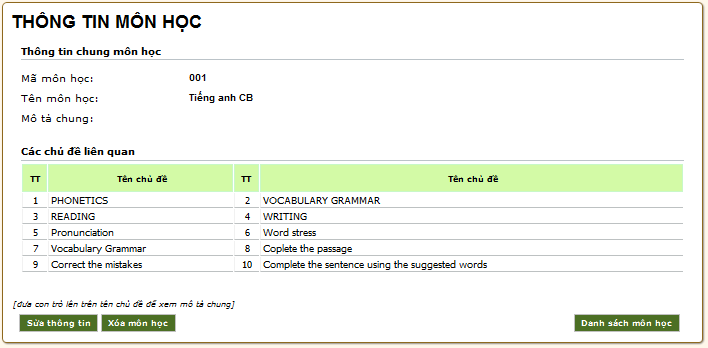 THÔNG TIN MÔN HỌC
Thông tin chung môn học
Mã môn học: 001
Tên môn học: Tiếng anh CB
Mô tả chung:
Các chủ đề liên quan
TT Tên chủ đề TT Tên chủ đề
1 PHONETICS 2 VOCABULARY GRAMMAR
3 READING 4 WRITING
5 Pronunciation 6 Word stress
7 Vocabulary Grammar 8 Coplete the passage
9 Correct the mistakes 10 Complete the sentence using the suggested words
[đưa con trỏ lên trên tên chủ đề để xem mô tả chung]
Sửa thông tin Xóa môn học Danh sách môn học